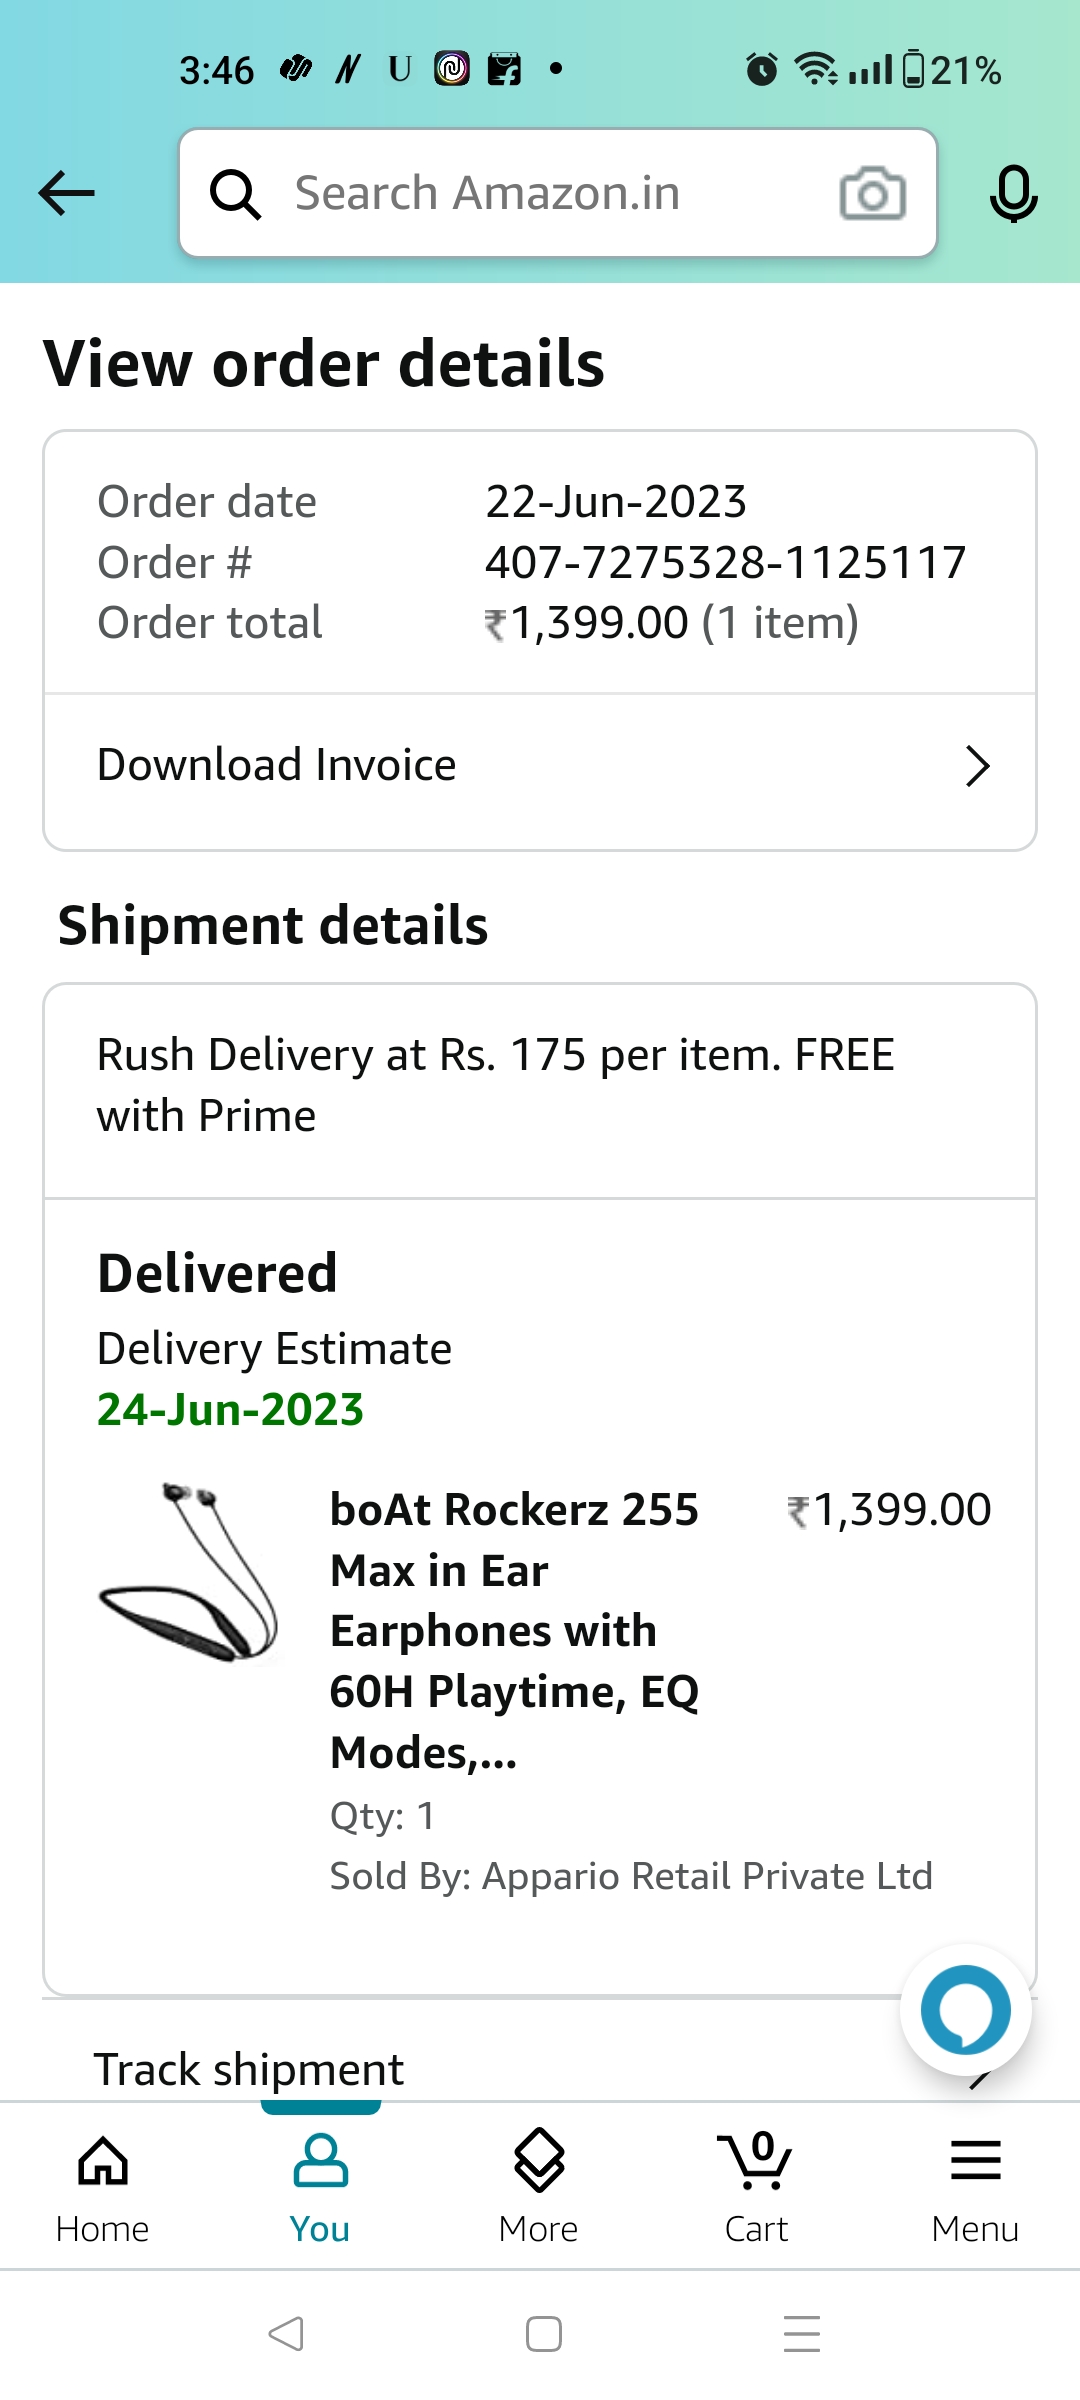 3:46 N U 21%
Search Amazon.in
View order details
Order date 22-Jun-2023
Order # 407-7275328-1125117
Order total ₹1,399.00 (1 item)
Download Invoice
Shipment details
Rush Delivery at Rs. 175 per item. FREE
with Prime
Delivered
Delivery Estimate
24-Jun-2023
boAt Rockerz 255 ₹1,399.00
Max in Ear
Earphones with
60H Playtime, EQ
Modes,...
Qty: 1
Sold By: Appario Retail Private Ltd
Track shipment
0
Home You More Cart Menu